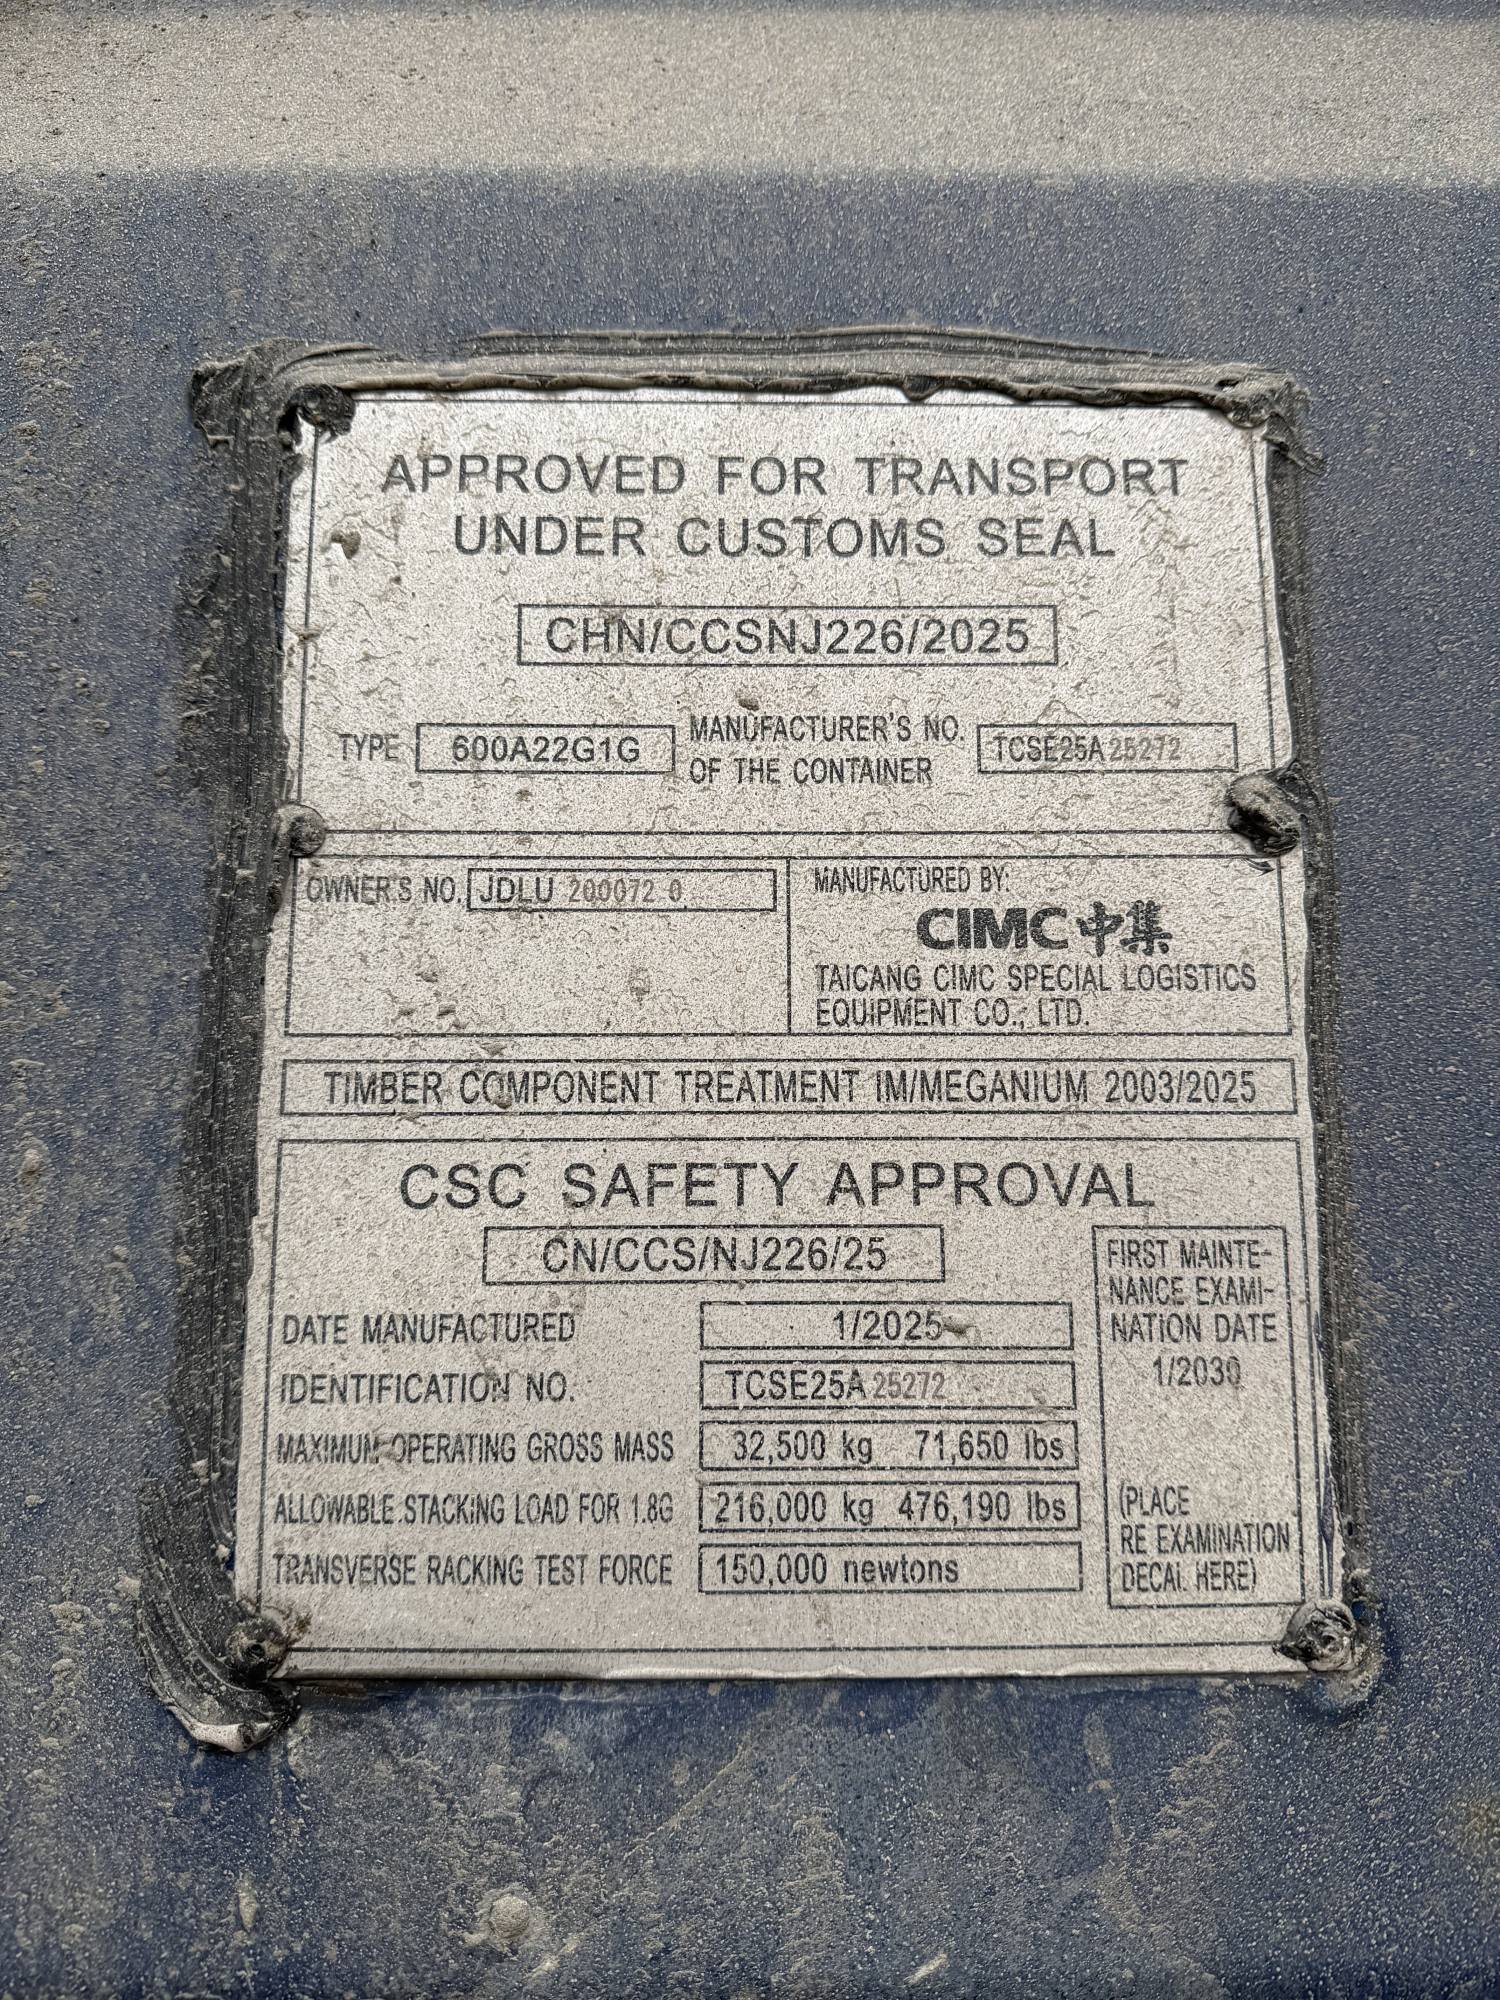 APPROVED FOR TRANSPORT
UNDER CUSTOMS SEAL
CHN/CCSNJ226/2025
TYPE 600A22G1G MANUFACTURER'S NO. OF THE CONTAINER TCSE25A25272
OWNER'S NO. JDLU 200072 0
MANUFACTURED BY:
CIMC中集
TAICANG CIMC SPECIAL LOGISTICS
EQUIPMENT CO., LTD.
TIMBER COMPONENT TREATMENT IM/MEGANIUM 2003/2025
CSC SAFETY APPROVAL
CN/CCS/NJ226/25
DATE MANUFACTURED 1/2025
IDENTIFICATION NO. TCSE25A25272
MAXIMUM OPERATING GROSS MASS 32,500 kg 71,650 lbs
ALLOWABLE STACKING LOAD FOR 1.8G 216,000 kg 476,190 lbs
TRANSVERSE RACKING TEST FORCE 150,000 newtons
FIRST MAINTE-
NANCE EXAMI-
NATION DATE
1/2030
(PLACE
RE EXAMINATION
DECAL HERE)